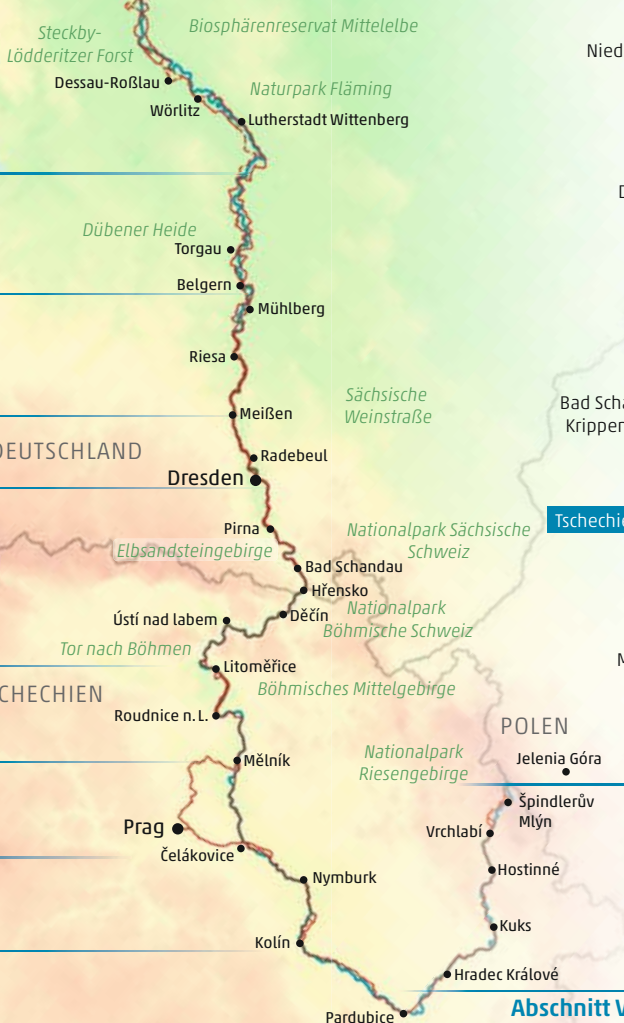 Biosphärenreservat Mittelelbe
Steckby-
Lödderitzer Forst
Nied
Dessau-Roßlau
Naturpark Fläming
Wörlitz
Lutherstadt Wittenberg
D
Dübener Heide
Torgau
Belgern
Mühlberg
Riesa
Sächsische
Weinstraße
Bad Scha
Krippen
Meißen
DEUTSCHLAND
Radebeul
Dresden
Tschechie
Pirna
Nationalpark Sächsische
Schweiz
Elbsandsteingebirge
Bad Schandau
Hřensko
Nationalpark
Böhmische Schweiz
Děčín
Ústí nad labem
Tor nach Böhmen
Litoměřice
M
CHECHIEN
Böhmisches Mittelgebirge
Roudnice n. L.
POLEN
Nationalpark
Riesengebirge
Mělník
Jelenia Góra
Špindlerův
Mlýn
Prag
Vrchlabí
Čelákovice
Hostinné
Nymburk
Kuks
Kolín
Hradec Králové
Pardubice
Abschnitt V